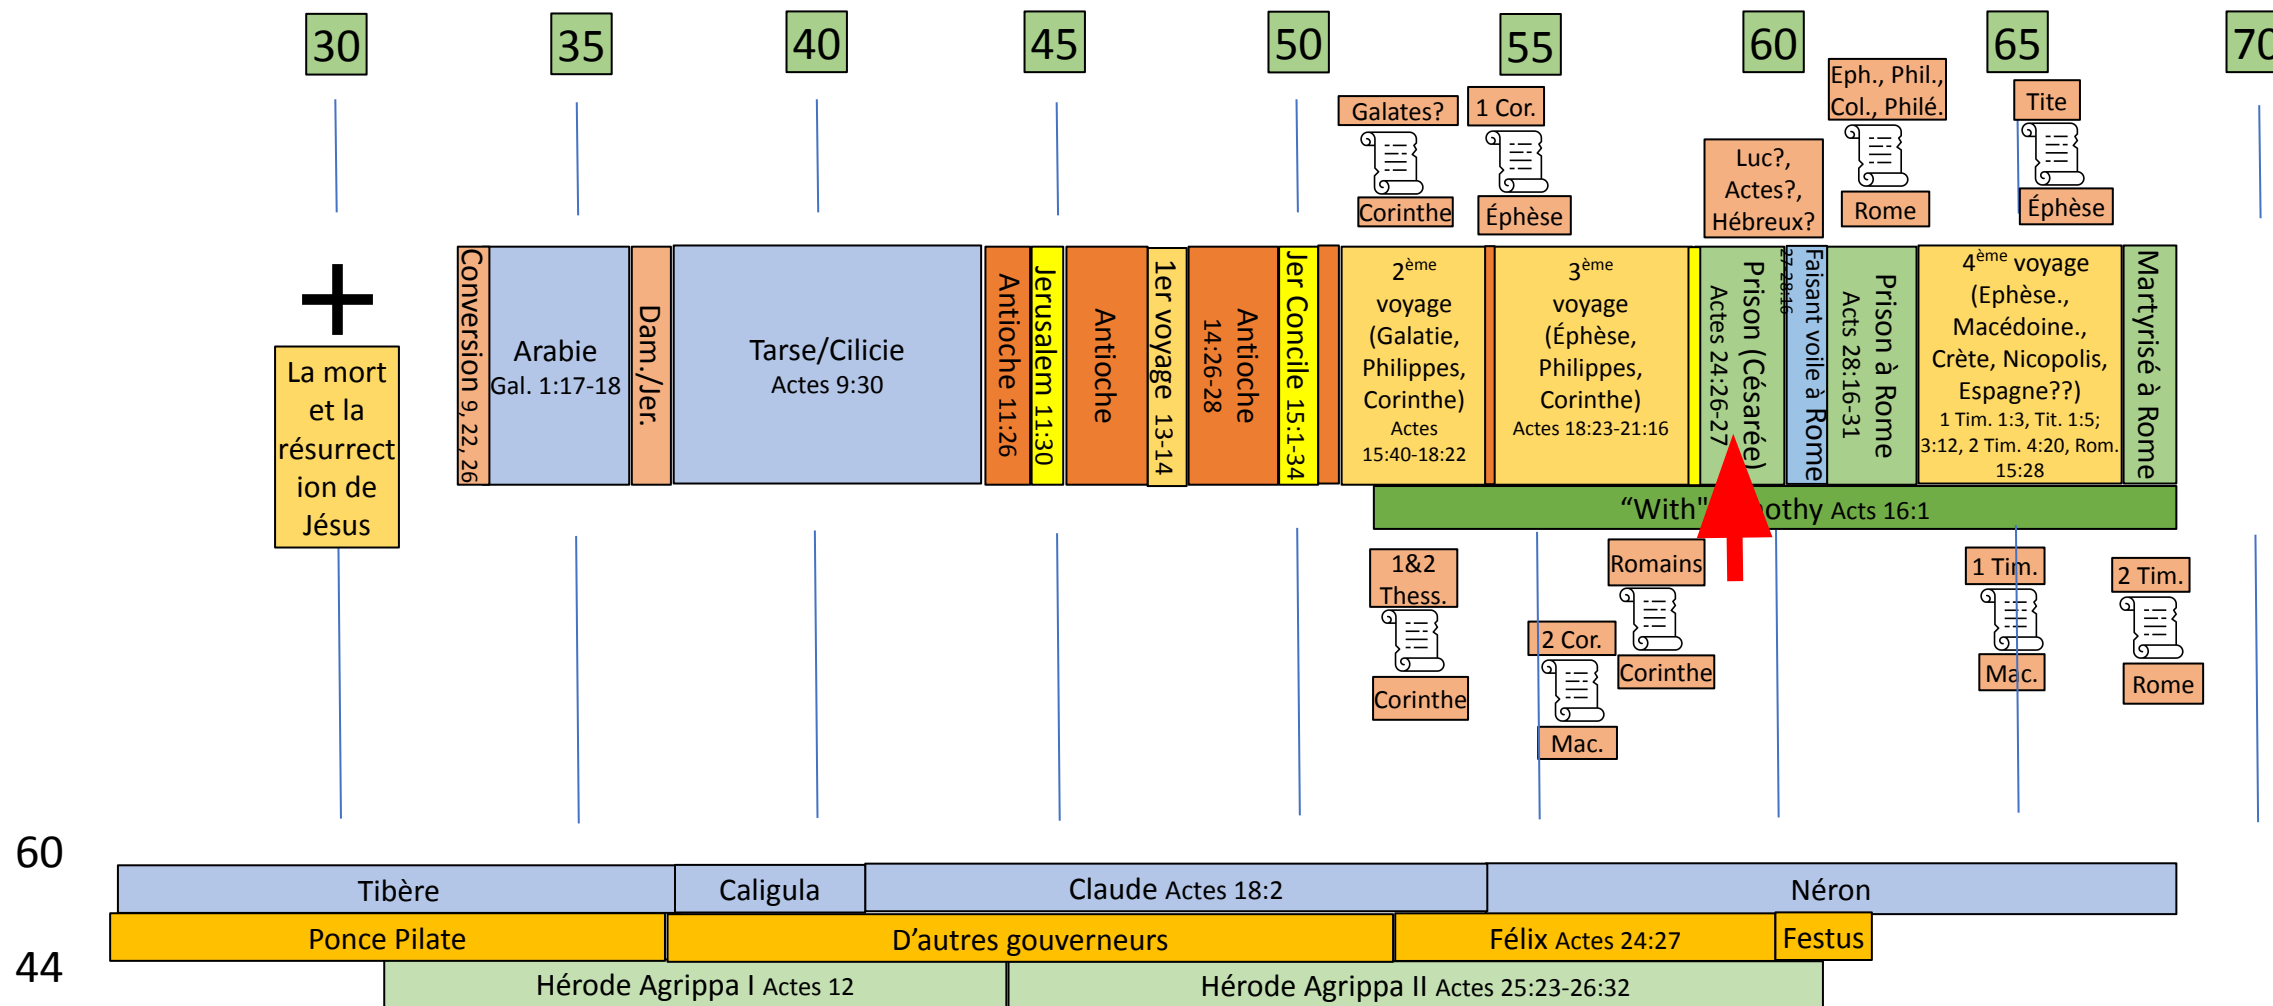 30
35
40
45
50
55
60
65
70
Galates?
Corinthe
1 Cor.
Éphèse
Luc?,
Actes?,
Hébreux?
Eph., Phil.,
Col., Philé.
Rome
Tite
Éphèse
La mort
et la
résurrect
ion de
Jésus
Conversion 9, 22, 26
Arabie
Gal. 1:17-18
Dam./Jer.
Tarse/Cilicie
Actes 9:30
Antioche 11:26
Jerusalem 11:30
Antioche
1er voyage 13-14
Antioche
14:26-28
Jer Concile 15:1-34
2ème
voyage
(Galatie,
Philippes,
Corinthe)
Actes
15:40-18:22
3ème
voyage
(Éphèse,
Philippes,
Corinthe)
Actes 18:23-21:16
Prison (Césarée)
Actes 24:26-27
Faisant voile à Rome
27-28:16
Prison à Rome
Acts 28:16-31
4ème voyage
(Ephèse.,
Macédoine.,
Crète, Nicopolis,
Espagne??)
1 Tim. 1:3, Tit. 1:5;
3:12, 2 Tim. 4:20, Rom.
15:28
Martyrisé à Rome
“With" othy Acts 16:1
1&2
Thess.
Corinthe
2 Cor.
Mac.
Romains
Corinthe
1 Tim.
Mac.
2 Tim.
Rome
60
Tibère
Caligula
Claude Actes 18:2
Néron
Ponce Pilate
D’autres gouverneurs
Félix Actes 24:27
Festus
44
Hérode Agrippa I Actes 12
Hérode Agrippa II Actes 25:23-26:32